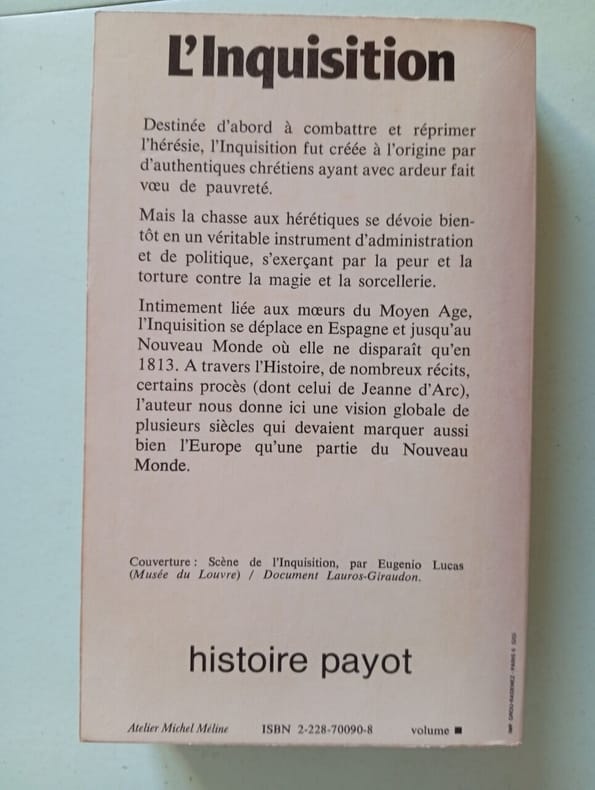 L'Inquisition
Destinée d'abord à combattre et réprimer
l'hérésie, l'Inquisition fut créée à l'origine par
d'authentiques chrétiens ayant avec ardeur fait
vœu de pauvreté.
Mais la chasse aux hérétiques se dévoie bien-
tôt en un véritable instrument d'administration
et de politique, s'exerçant par la peur et la
torture contre la magie et la sorcellerie.
Intimement liée aux mœurs du Moyen Age,
l'Inquisition se déplace en Espagne et jusqu'au
Nouveau Monde où elle ne disparaît qu'en
1813. A travers l'Histoire, de nombreux récits,
certains procès (dont celui de Jeanne d'Arc),
l'auteur nous donne ici une vision globale de
plusieurs siècles qui devaient marquer aussi
bien l'Europe qu'une partie du Nouveau
Monde.
Couverture : Scène de l'Inquisition, par Eugenio Lucas
(Musée du Louvre) / Document Lauros-Giraudon.
histoire payot
Atelier Michel Méline ISBN 2-228-70090-8 volume ■